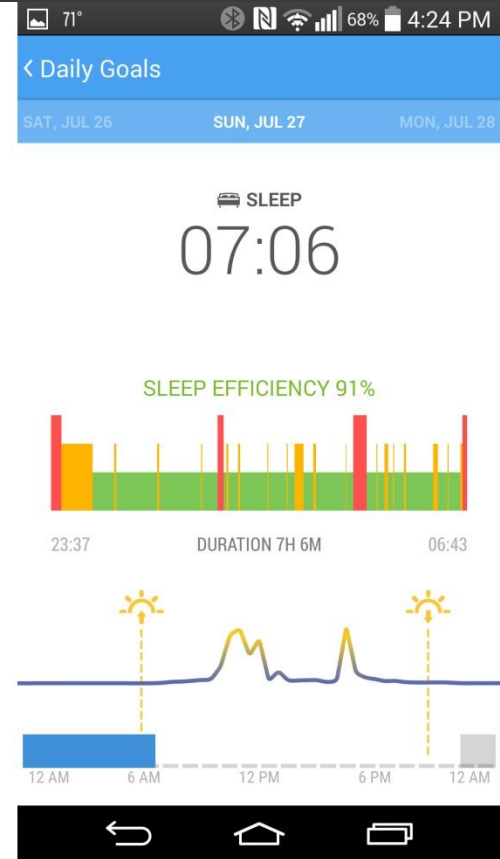 71° 68% 4:24 PM
< Daily Goals
SAT, JUL 26 SUN, JUL 27 MON, JUL 28
SLEEP
07:06
SLEEP EFFICIENCY 91%
23:37 DURATION 7H 6M 06:43
12 AM 6 AM 12 PM 6 PM 12 AM